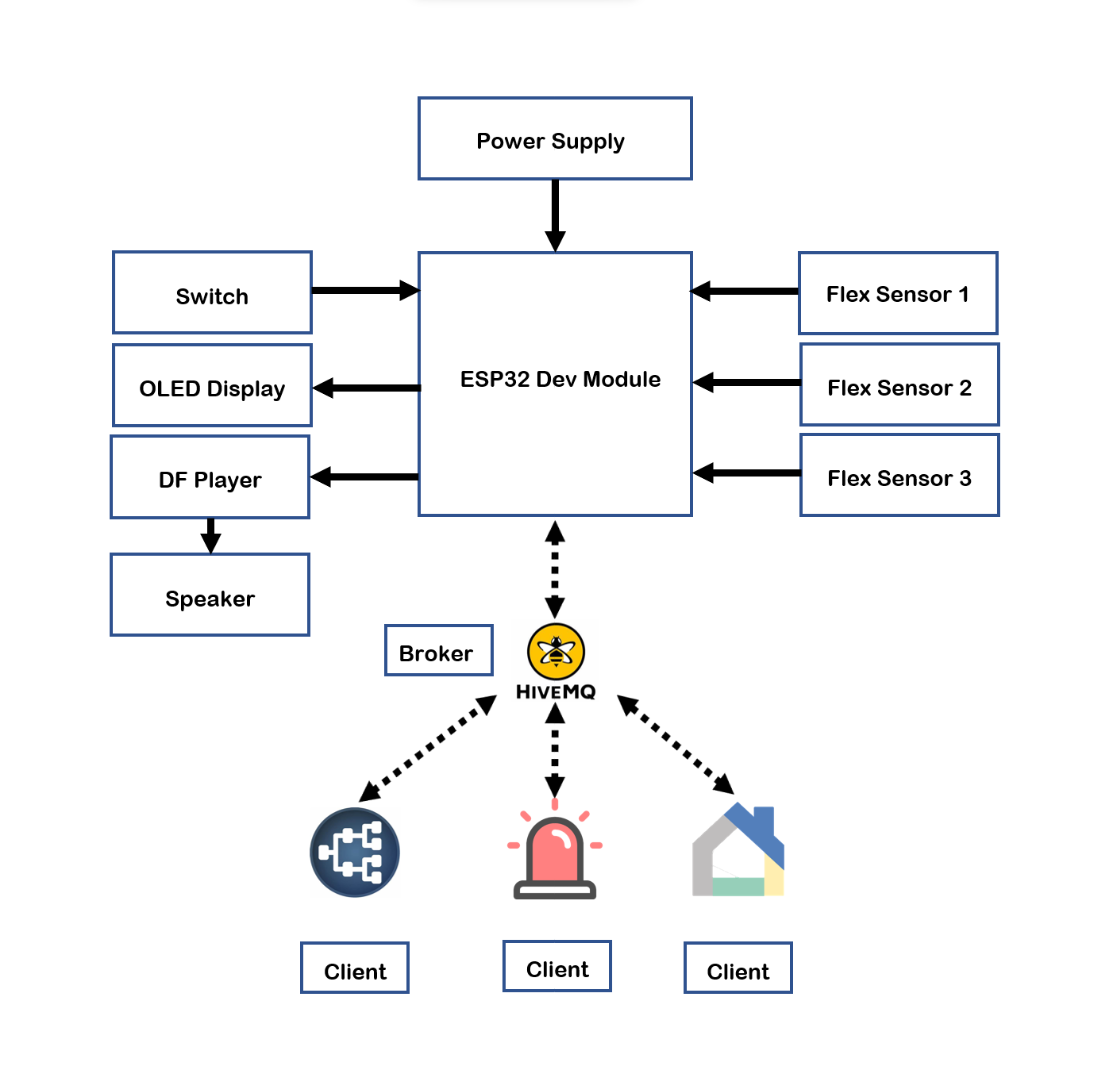 Power Supply
Switch
Flex Sensor 1
ESP32 Dev Module
OLED Display
Flex Sensor 2
DF Player
Flex Sensor 3
Speaker
Broker
HIVEMQ
Client
Client
Client